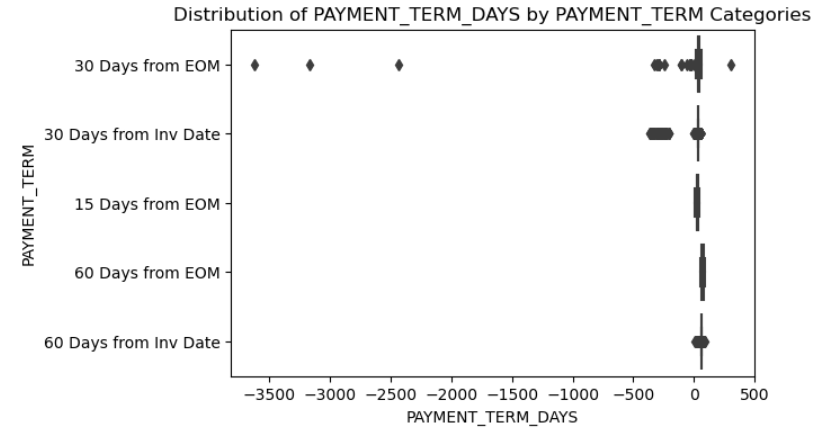 Distribution of PAYMENT_TERM_DAYS by PAYMENT_TERM Categories
30 Days from EOM
30 Days from Inv Date
15 Days from EOM
60 Days from EOM
60 Days from Inv Date
PAYMENT_TERM
−3500 −3000 −2500 −2000 −1500 −1000 −500 0 500
PAYMENT_TERM_DAYS